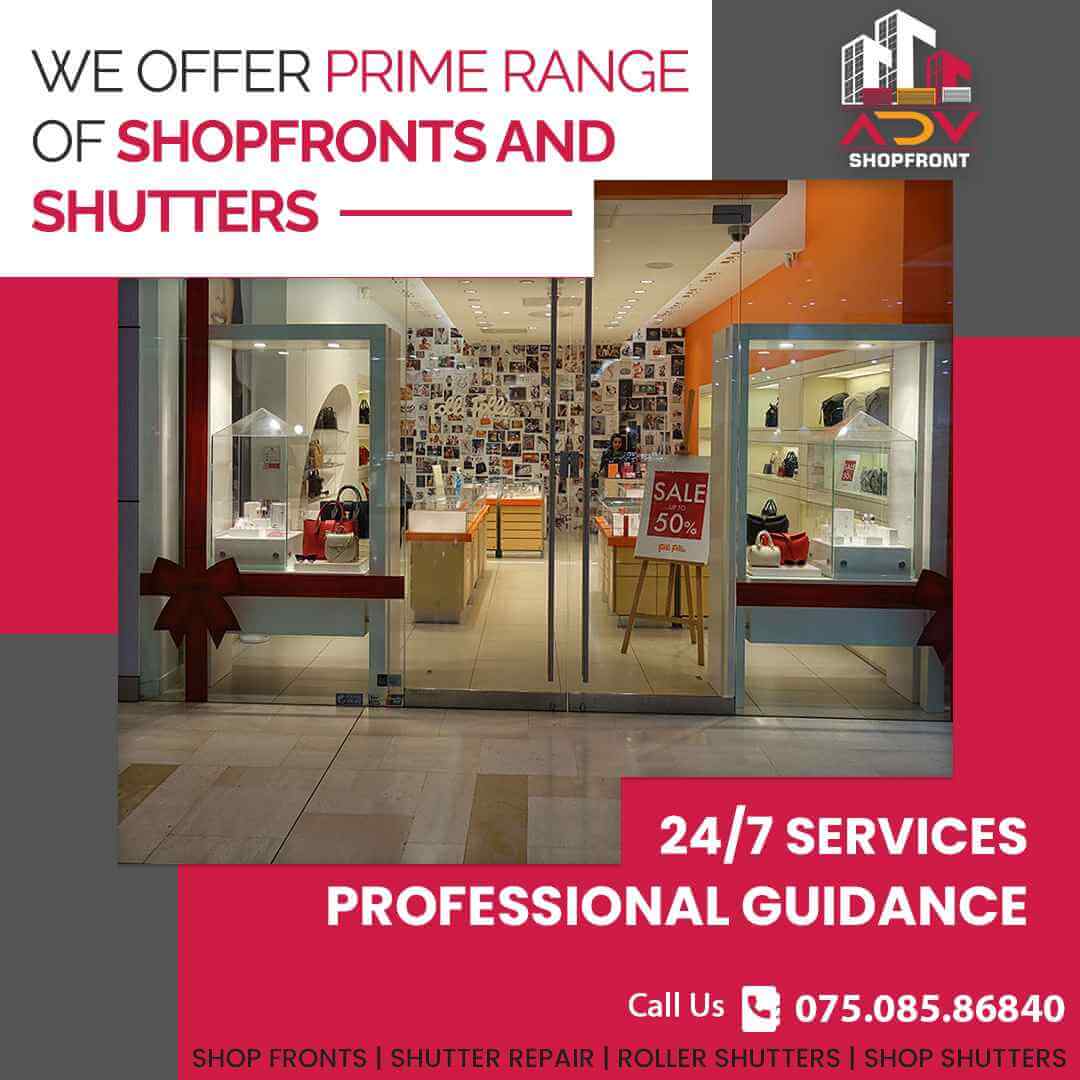 WE OFFER PRIME RANGE
OF SHOPFRONTS AND
SHUTTERS
ADV
SHOPFRONT
SALE
UP TO
50%
SALE
24/7 SERVICES
PROFESSIONAL GUIDANCE
Call Us 075.085.86840
SHOP FRONTS | SHUTTER REPAIR | ROLLER SHUTTERS | SHOP SHUTTERS